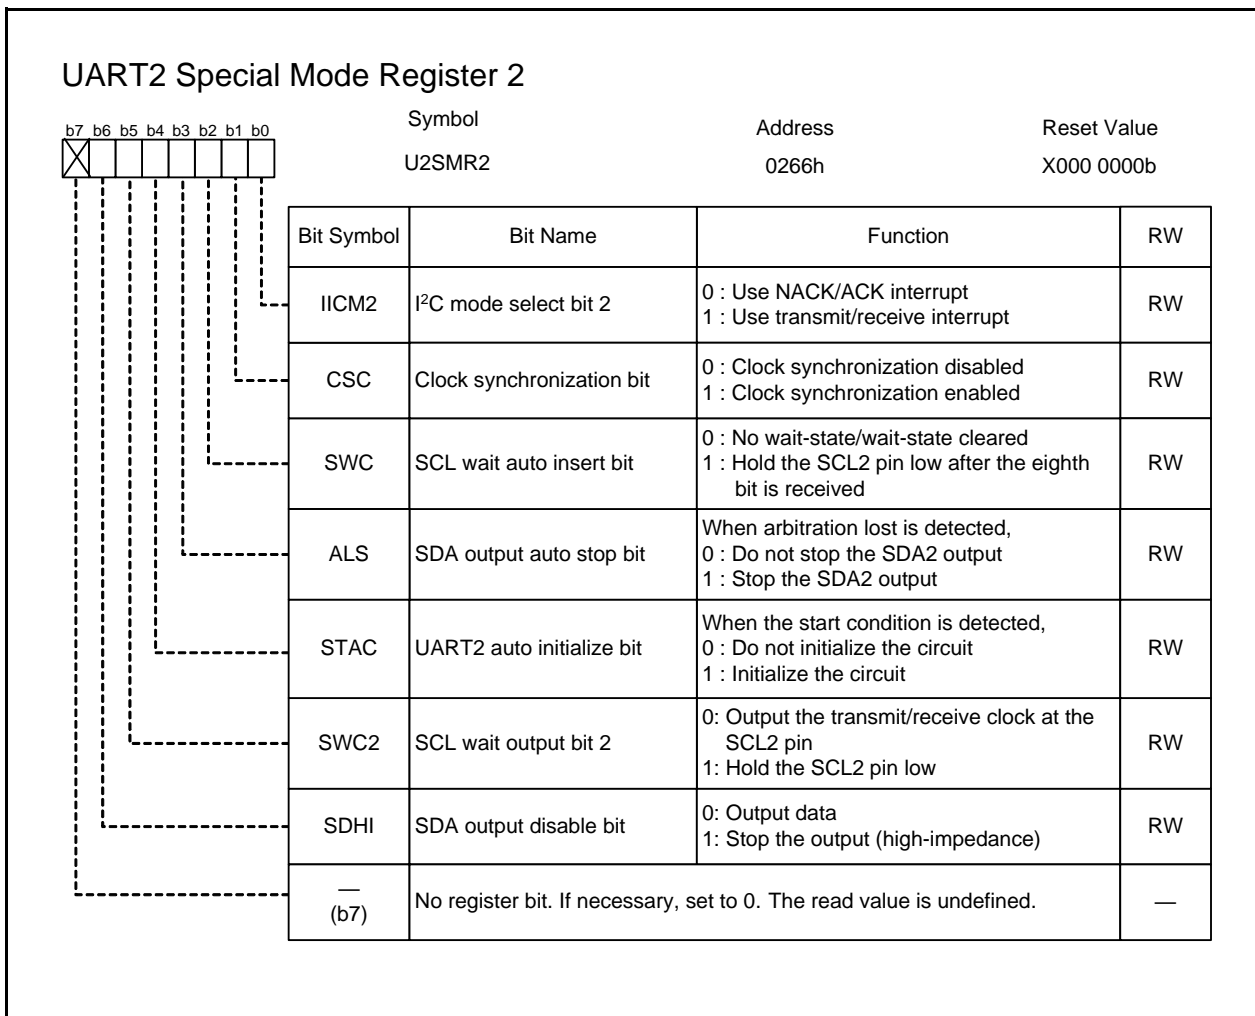 UART2 Special Mode Register 2
b7 b6 b5 b4 b3 b2 b1 b0
Symbol Address Reset Value
U2SMR2 0266h X000 0000b
Bit Symbol Bit Name Function RW
IICM2 I²C mode select bit 2 0 : Use NACK/ACK interrupt RW
1 : Use transmit/receive interrupt
CSC Clock synchronization bit 0 : Clock synchronization disabled RW
1 : Clock synchronization enabled
SWC SCL wait auto insert bit 0 : No wait-state/wait-state cleared RW
1 : Hold the SCL2 pin low after the eighth
bit is received
ALS SDA output auto stop bit When arbitration lost is detected, RW
0 : Do not stop the SDA2 output
1 : Stop the SDA2 output
STAC UART2 auto initialize bit When the start condition is detected, RW
0 : Do not initialize the circuit
1 : Initialize the circuit
SWC2 SCL wait output bit 2 0: Output the transmit/receive clock at the RW
SCL2 pin
1: Hold the SCL2 pin low
SDHI SDA output disable bit 0: Output data RW
1: Stop the output (high-impedance)
— No register bit. If necessary, set to 0. The read value is undefined. —
(b7)